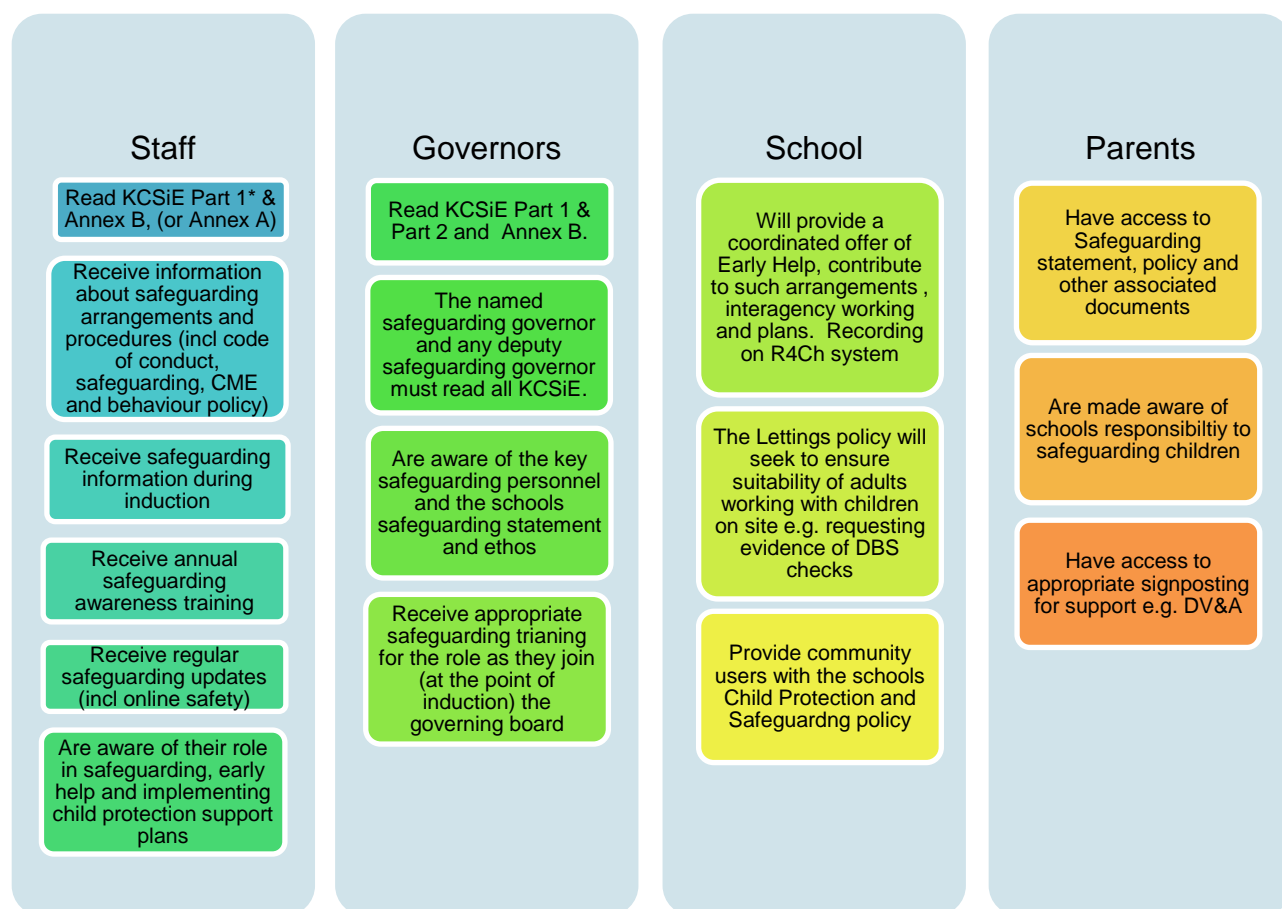 Staff
Read KCSiE Part 1* &
Annex B, (or Annex A)
Receive information
about safeguarding
arrangements and
procedures (incl code
of conduct,
safeguarding, CME
and behaviour policy)
Receive safeguarding
information during
induction
Receive annual
safeguarding
awareness training
Receive regular
safeguarding updates
(incl online safety)
Are aware of their role
in safeguarding, early
help and implementing
child protection support
plans
Governors
Read KCSiE Part 1 &
Part 2 and Annex B.
The named
safeguarding governor
and any deputy
safeguarding governor
must read all KCSiE.
Are aware of the key
safeguarding personnel
and the schools
safeguarding statement
and ethos
Receive appropriate
safeguarding trianing
for the role as they join
(at the point of
induction) the
governing board
School
Will provide a
coordinated offer of
Early Help, contribute
to such arrangements ,
interagency working
and plans. Recording
on R4Ch system
The Lettings policy will
seek to ensure
suitability of adults
working with children
on site e.g. requesting
evidence of DBS
checks
Provide community
users with the schools
Child Protection and
Safeguardng policy
Parents
Have access to
Safeguarding
statement, policy and
other associated
documents
Are made aware of
schools responsibiltiy to
safeguarding children
Have access to
appropriate signposting
for support e.g. DV&A